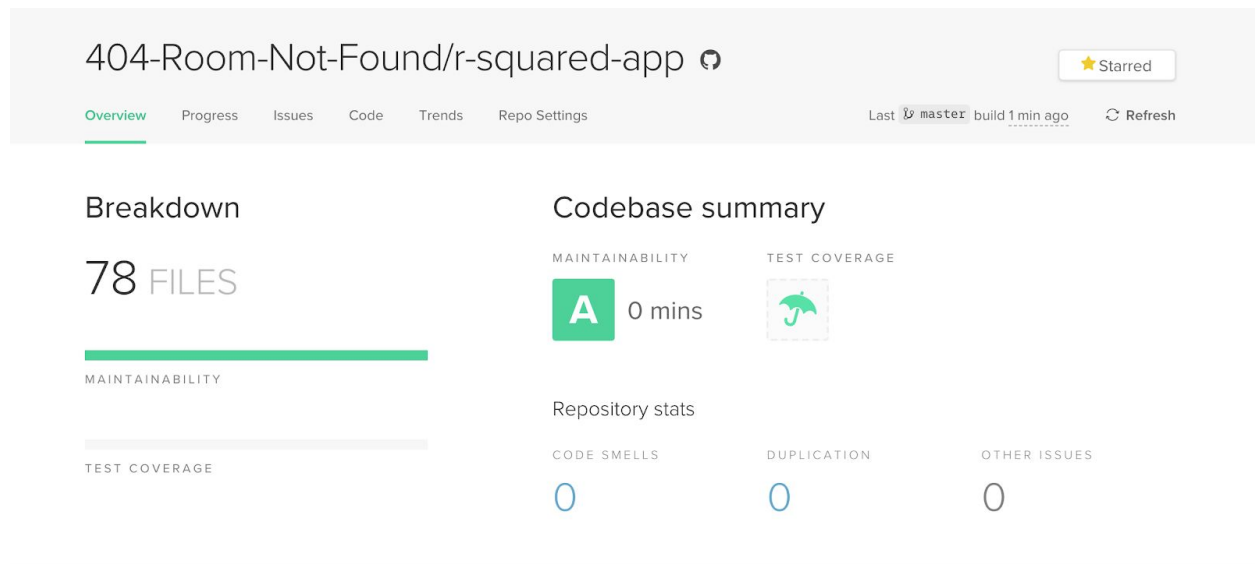 404-Room-Not-Found/r-squared-app
Starred
Overview Progress Issues Code Trends Repo Settings
Last master build 1 min ago Refresh
Breakdown
78 FILES
MAINTAINABILITY
TEST COVERAGE
Codebase summary
MAINTAINABILITY TEST COVERAGE
A 0 mins
Repository stats
CODE SMELLS DUPLICATION OTHER ISSUES
0 0 0